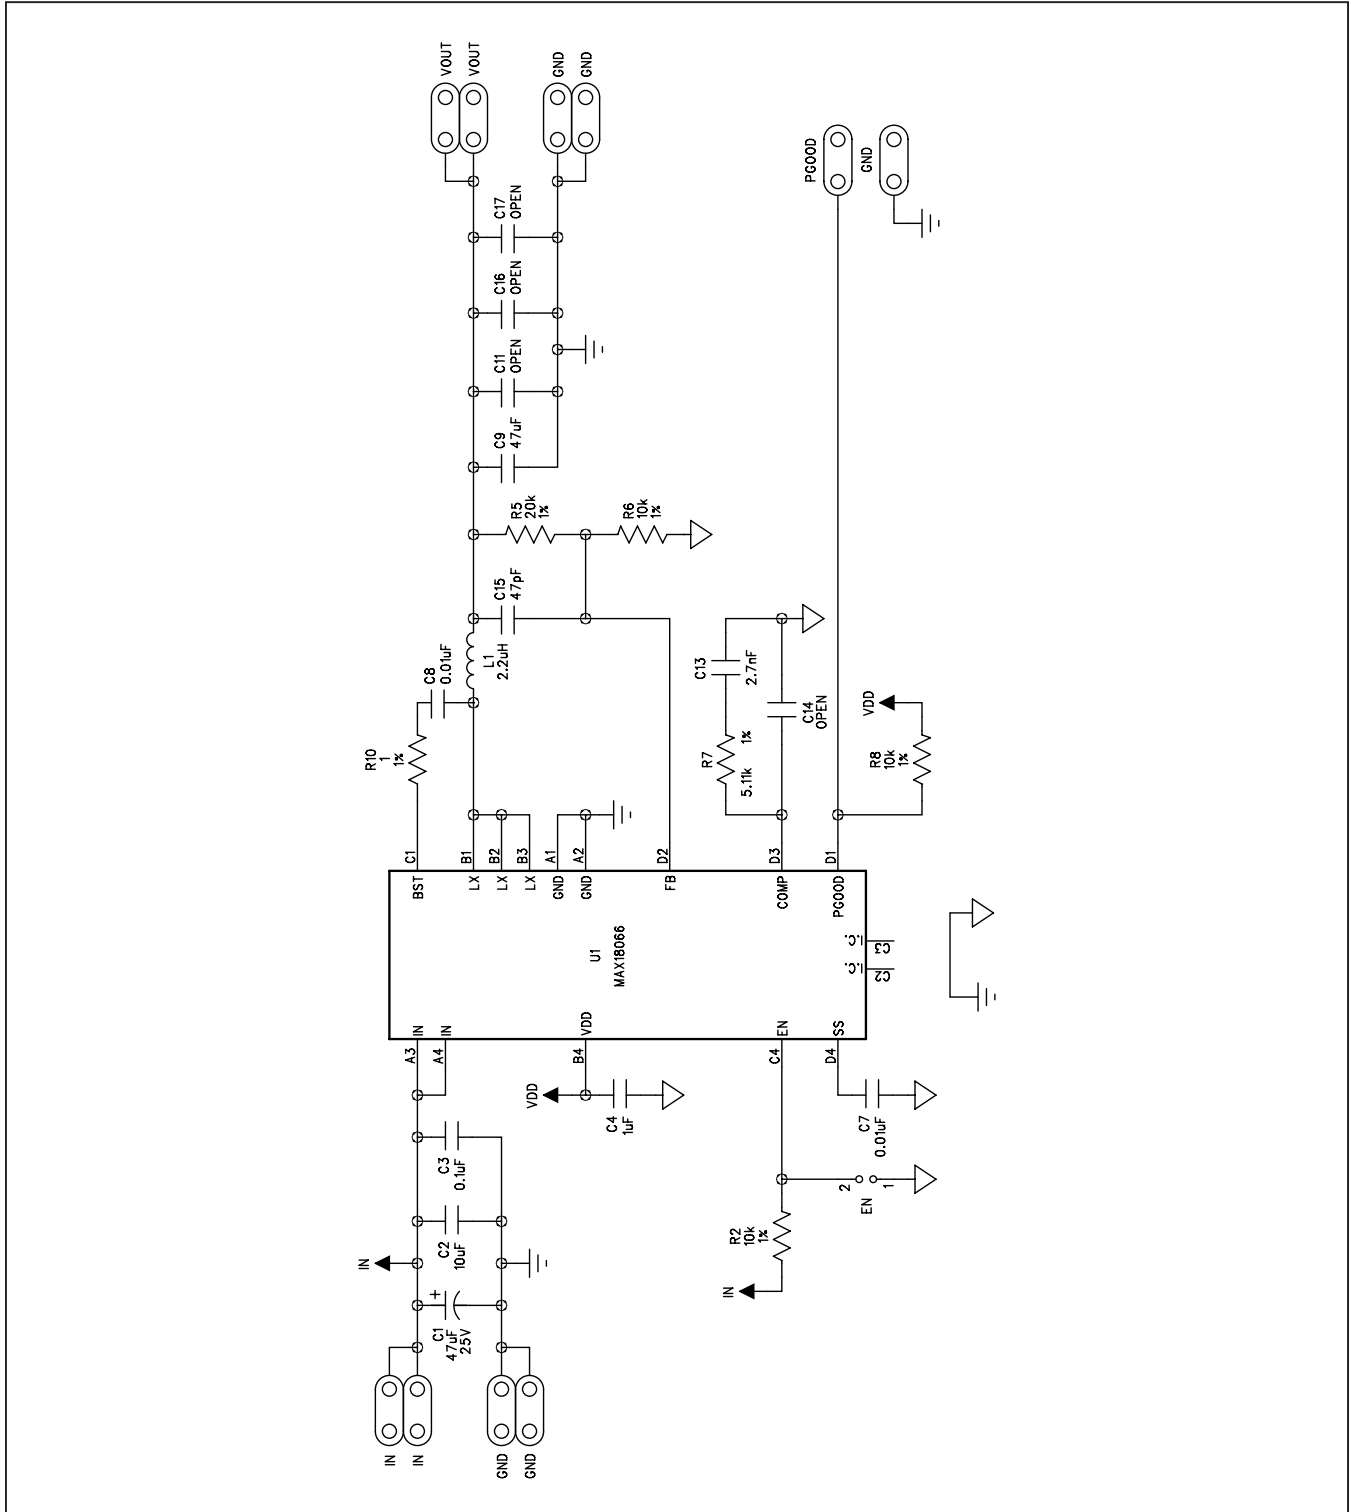 VOUT
VOUT
GND
GND
PGOOD
GND
C17
OPEN
C16
OPEN
C11
OPEN
C9
47uF
R5
20k
1%
R6
10k
1%
C15
47pF
C8
0.01uF
L1
2.2uH
R10
1
1%
C13
2.7nF
R7
5.11k
1%
C14
OPEN
VDD
R8
10k
1%
C1
B1
B2
B3
A1
A2
D2
D3
D1
BST
LX
LX
LX
GND
GND
FB
COMP
PGOOD
U1
MAX18066
I.C.
C3
I.C.
C2
IN
IN
VDD
EN
SS
A3
A4
B4
C4
D4
VDD
C4
1uF
C7
0.01uF
C3
0.1uF
C2
10uF
IN
C1
47uF
25V
+
R2
10k
1%
IN
2
1
EN
IN
IN
GND
GND